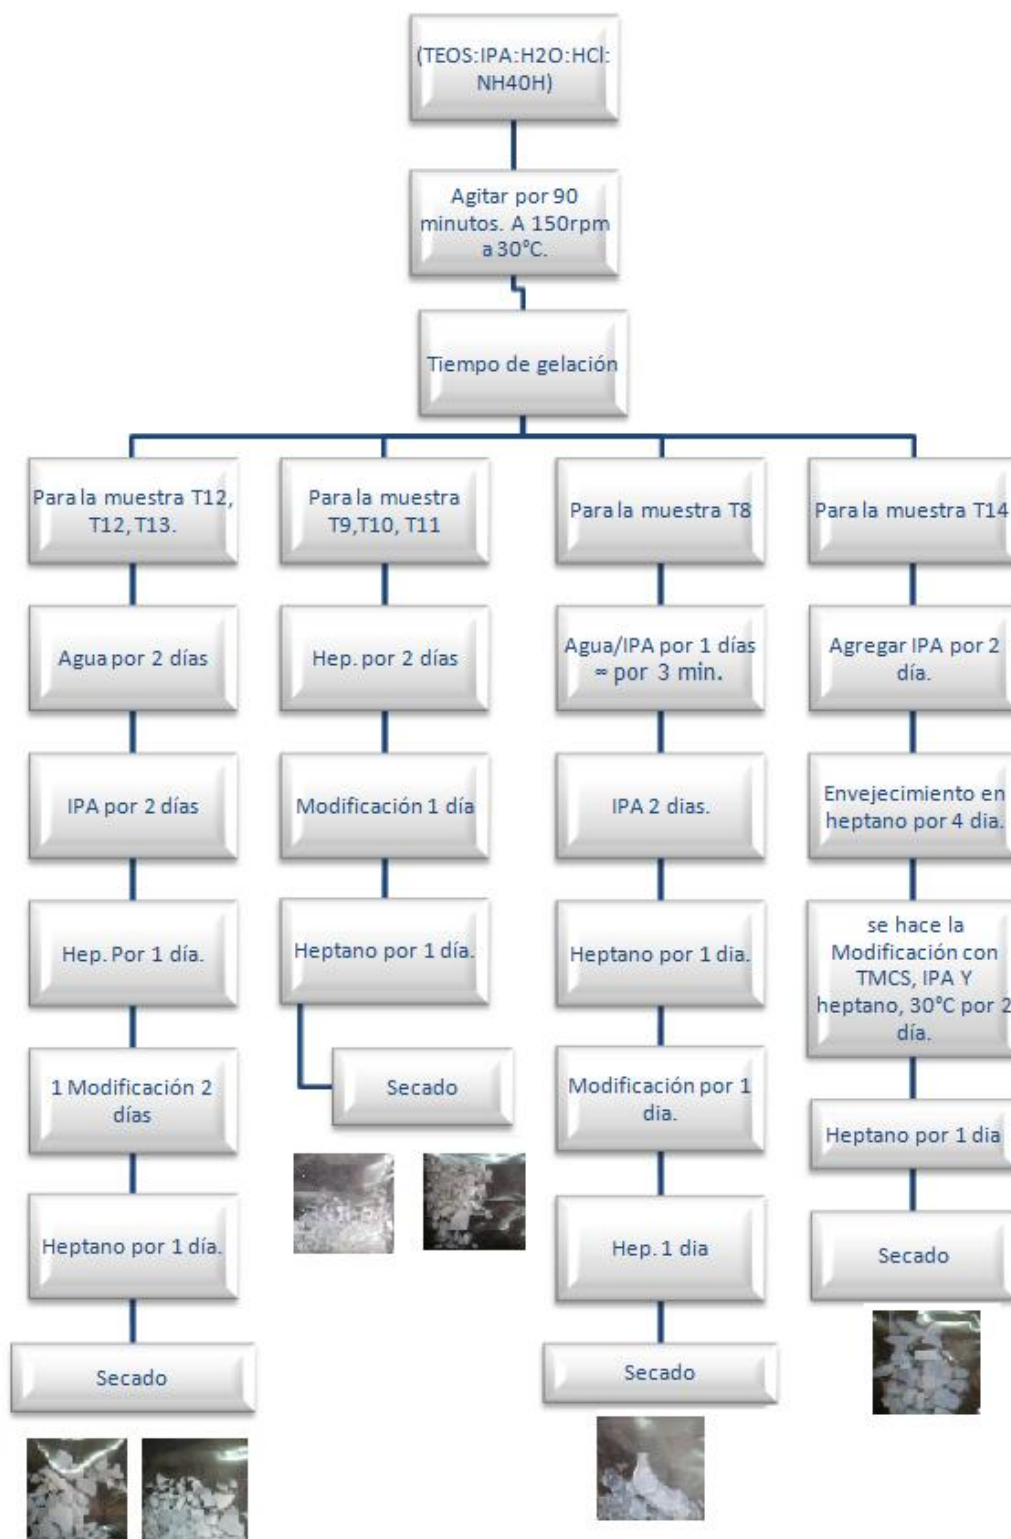 (TEOS:IPA:H2O:HCl:
NH40H)
Agitar por 90
minutos. A 150rpm
a 30°C.
Tiempo de gelación
Para la muestra T12,
T12, T13.
Agua por 2 días
IPA por 2 días
Hep. Por 1 día.
1 Modificación 2
días
Heptano por 1 día.
Secado
Para la muestra
T9,T10, T11
Hep. por 2 días
Modificación 1 día
Heptano por 1 día.
Secado
Para la muestra T8
Agua/IPA por 1 días
≈ por 3 min.
IPA 2 dias.
Heptano por 1 dia.
Modificación por 1
dia.
Hep. 1 dia
Secado
Para la muestra T14
Agregar IPA por 2
día.
Envejecimiento en
heptano por 4 dia.
se hace la
Modificación con
TMCS, IPA Y
heptano, 30°C por 2
día.
Heptano por 1 dia
Secado